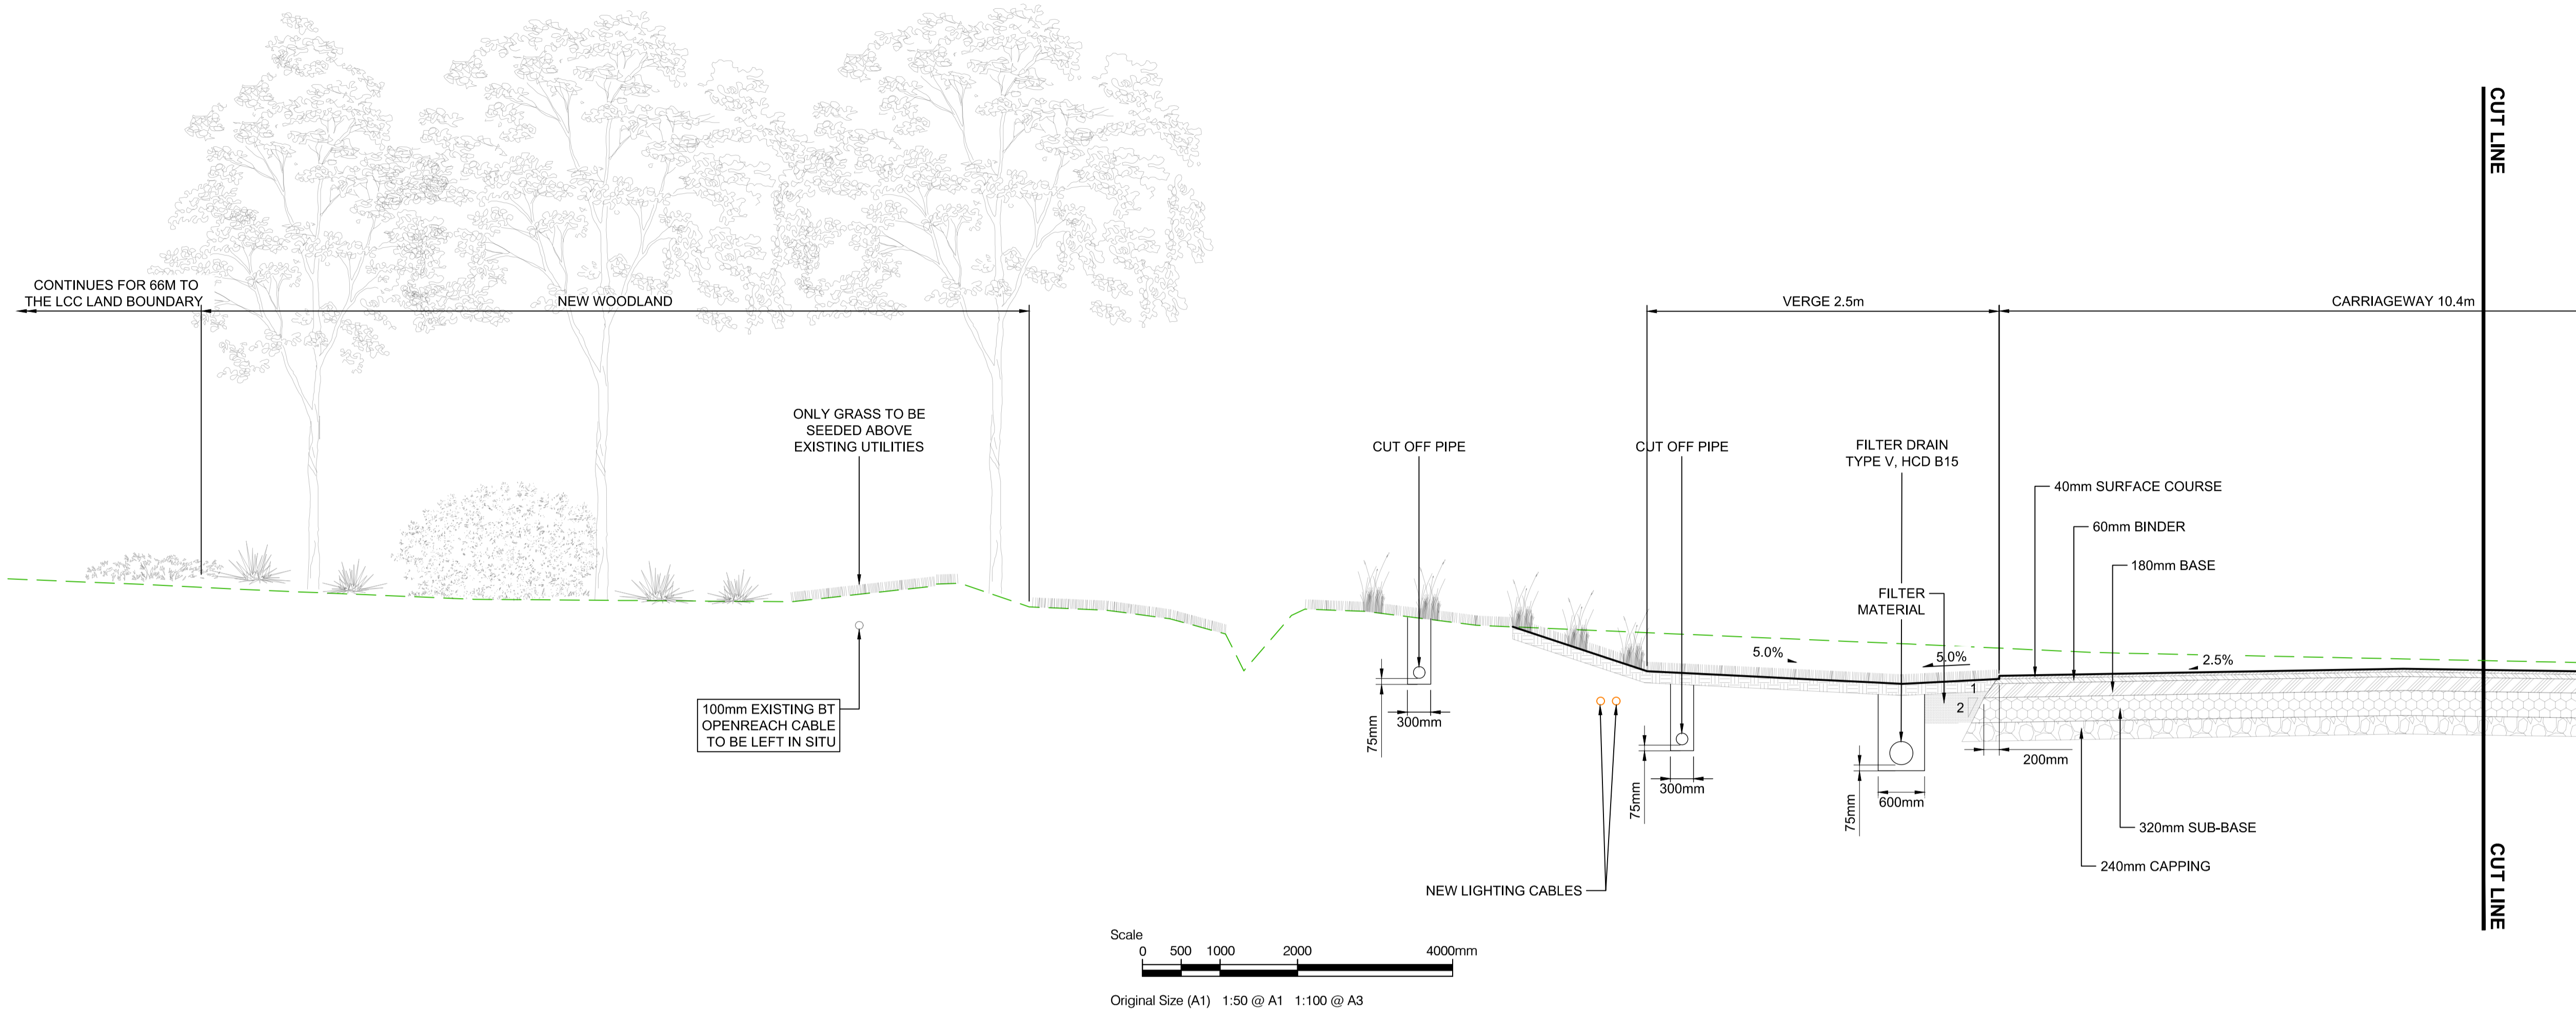 CONTINUES FOR 66M TO
THE LCC LAND BOUNDARY
NEW WOODLAND
VERGE 2.5m
CARRIAGEWAY 10.4m
CUT LINE
ONLY GRASS TO BE
SEEDED ABOVE
EXISTING UTILITIES
CUT OFF PIPE
CUT OFF PIPE
FILTER DRAIN
TYPE V, HCD B15
40mm SURFACE COURSE
60mm BINDER
180mm BASE
FILTER
MATERIAL
5.0%
5.0%
2.5%
1
2
100mm EXISTING BT
OPENREACH CABLE
TO BE LEFT IN SITU
75mm
300mm
75mm
300mm
75mm
600mm
200mm
320mm SUB-BASE
240mm CAPPING
NEW LIGHTING CABLES
CUT LINE
Scale
0 500 1000 2000 4000mm
Original Size (A1) 1:50 @ A1 1:100 @ A3